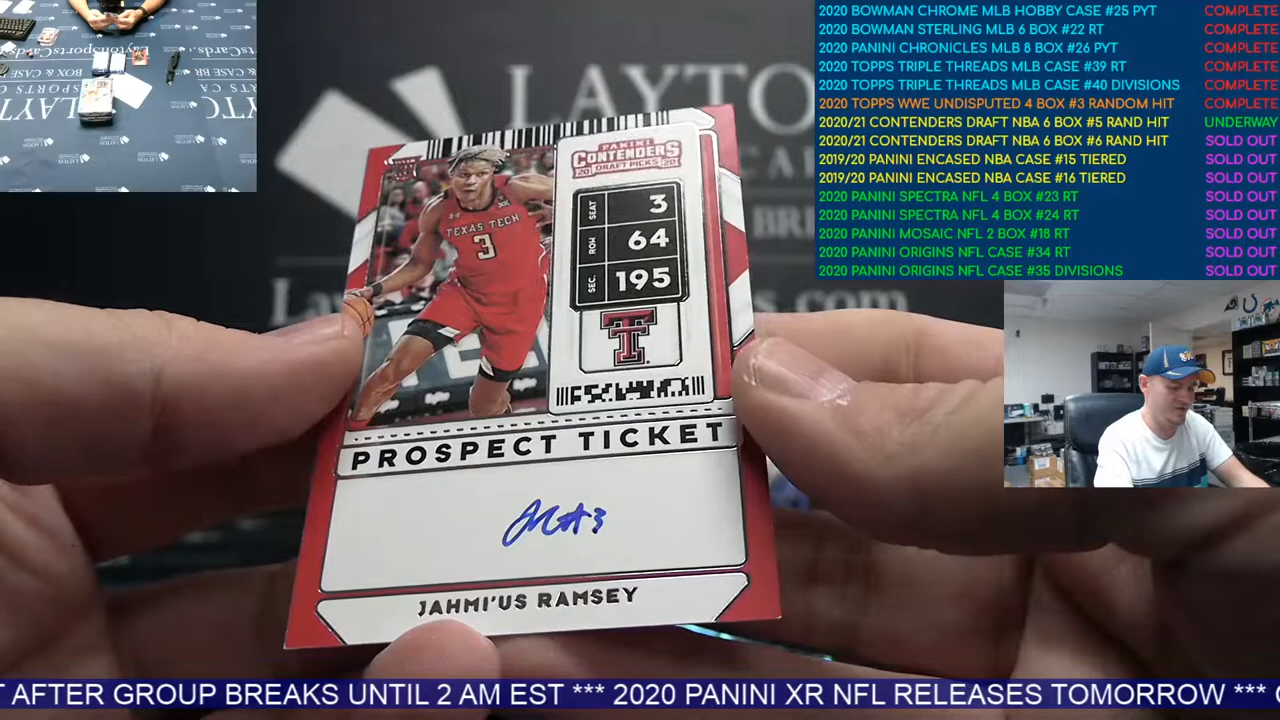 2020 BOWMAN CHROME MLB HOBBY CASE #25 PYT COMPLETE
2020 BOWMAN STERLING MLB 6 BOX #22 RT COMPLETE
2020 PANINI CHRONICLES MLB 8 BOX #26 PYT COMPLETE
2020 TOPPS TRIPLE THREADS MLB CASE #39 RT COMPLETE
2020 TOPPS TRIPLE THREADS MLB CASE #40 DIVISIONS COMPLETE
2020 TOPPS WWE UNDISPUTED 4 BOX #3 RANDOM HIT COMPLETE
2020/21 CONTENDERS DRAFT NBA 6 BOX #5 RAND HIT UNDERWAY
2020/21 CONTENDERS DRAFT NBA 6 BOX #6 RAND HIT SOLD OUT
2019/20 PANINI ENCASED NBA CASE #15 TIERED SOLD OUT
2019/20 PANINI ENCASED NBA CASE #16 TIERED SOLD OUT
2020 PANINI SPECTRA NFL 4 BOX #23 RT SOLD OUT
2020 PANINI SPECTRA NFL 4 BOX #24 RT SOLD OUT
2020 PANINI MOSAIC NFL 2 BOX #18 RT SOLD OUT
2020 PANINI ORIGINS NFL CASE #34 RT SOLD OUT
2020 PANINI ORIGINS NFL CASE #35 DIVISIONS SOLD OUT
LAYTON
PANINI
CONTENDERS
20 DRAFT PICKS 20
SEAT 3
ROW 64
SEC. 195
TEXAS TECH
3
PROSPECT TICKET
#3
JAHMI'US RAMSEY
T AFTER GROUP BREAKS UNTIL 2 AM EST *** 2020 PANINI XR NFL RELEASES TOMORROW ***